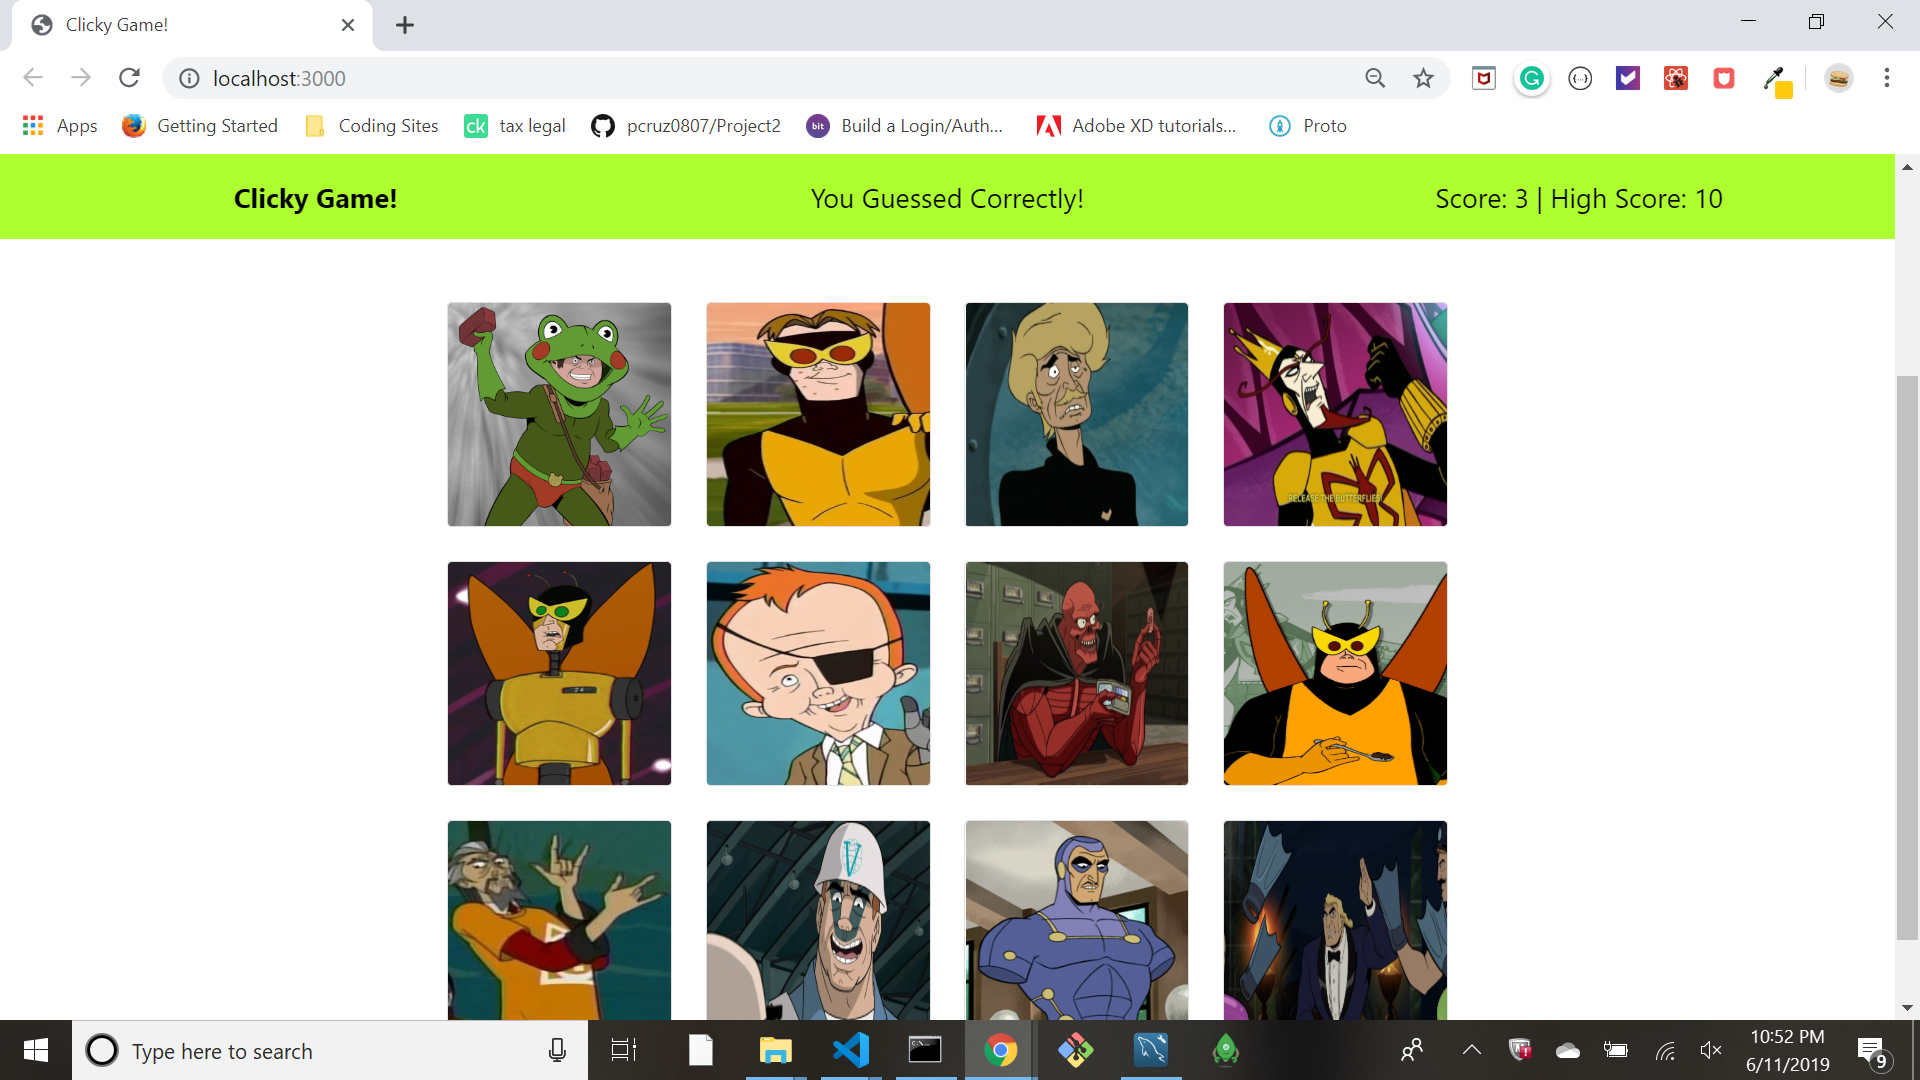 Clicky Game!
localhost:3000
Apps
Getting Started
Coding Sites
ck
tax legal
pcruz0807/Project2
bit
Build a Login/Auth...
Adobe XD tutorials...
Proto
Clicky Game!
You Guessed Correctly!
Score: 3 | High Score: 10
RELEASE THE BUTTERFLIES!
V
Type here to search
10:52 PM
6/11/2019
9